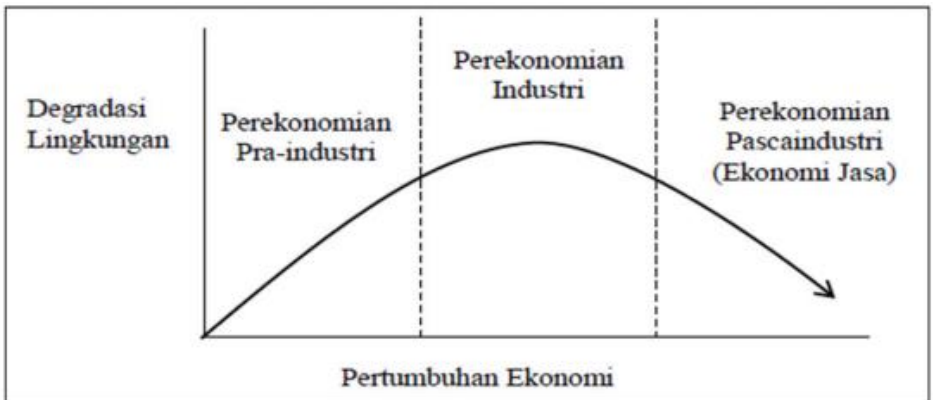 Degradasi
Lingkungan
Perekonomian
Pra-industri
Perekonomian
Industri
Perekonomian
Pascaindustri
(Ekonomi Jasa)
Pertumbuhan Ekonomi